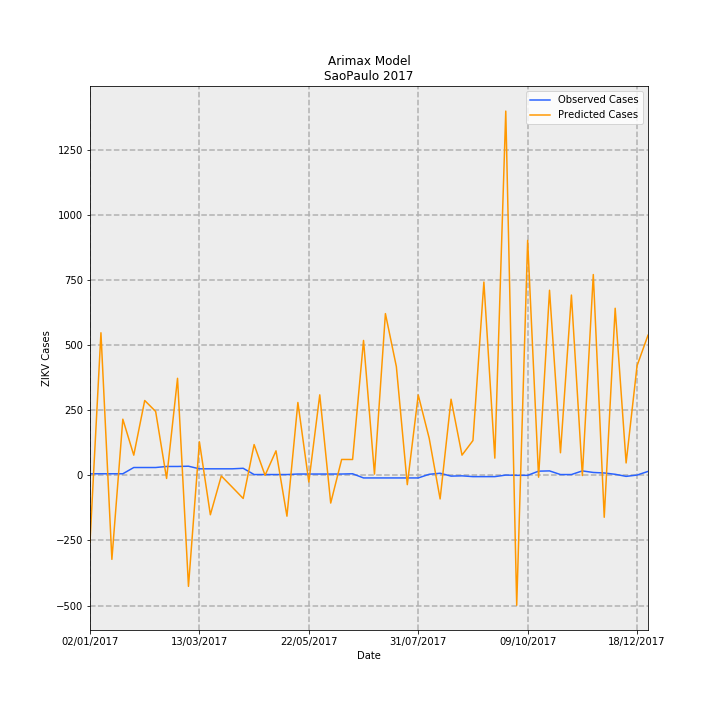 Arimax Model
SaoPaulo 2017
Observed Cases
Predicted Cases
ZIKV Cases
1250
1000
750
500
250
0
−250
−500
02/01/2017
13/03/2017
22/05/2017
31/07/2017
09/10/2017
18/12/2017
Date